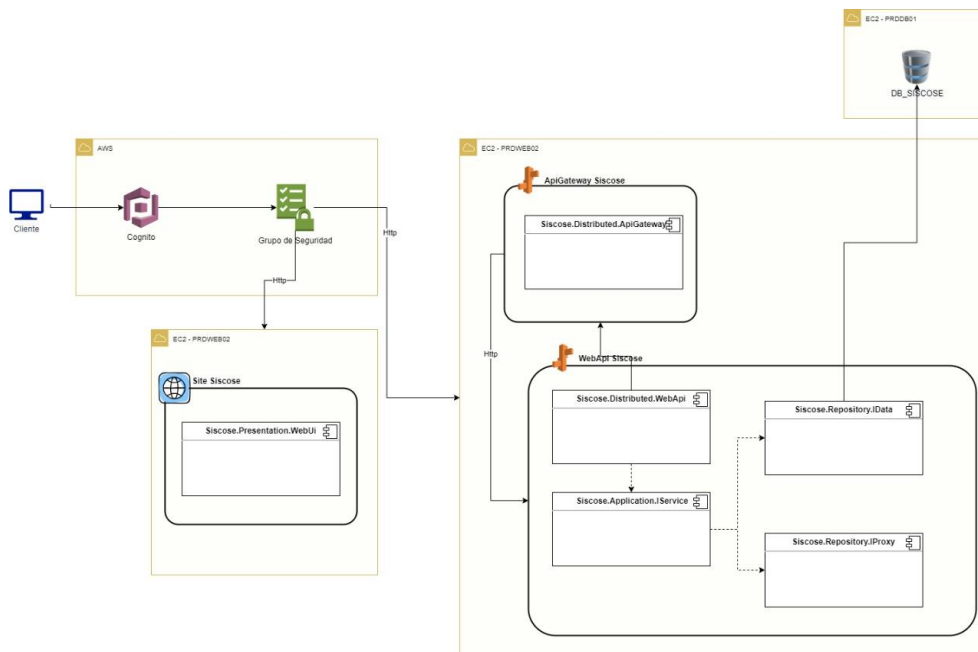 EC2 - PRDDB01
DB_SISCOSE
AWS
Cliente
Cognito
Grupo de Seguridad
Http
Http
EC2 - PRDWEB02
Site Siscose
Siscose.Presentation.WebUi
EC2 - PRDWEB02
ApiGateway Siscose
Siscose.Distributed.ApiGateway
Http
WebApi Siscose
Siscose.Distributed.WebApi
Siscose.Application.IService
Siscose.Repository.IData
Siscose.Repository.IProxy